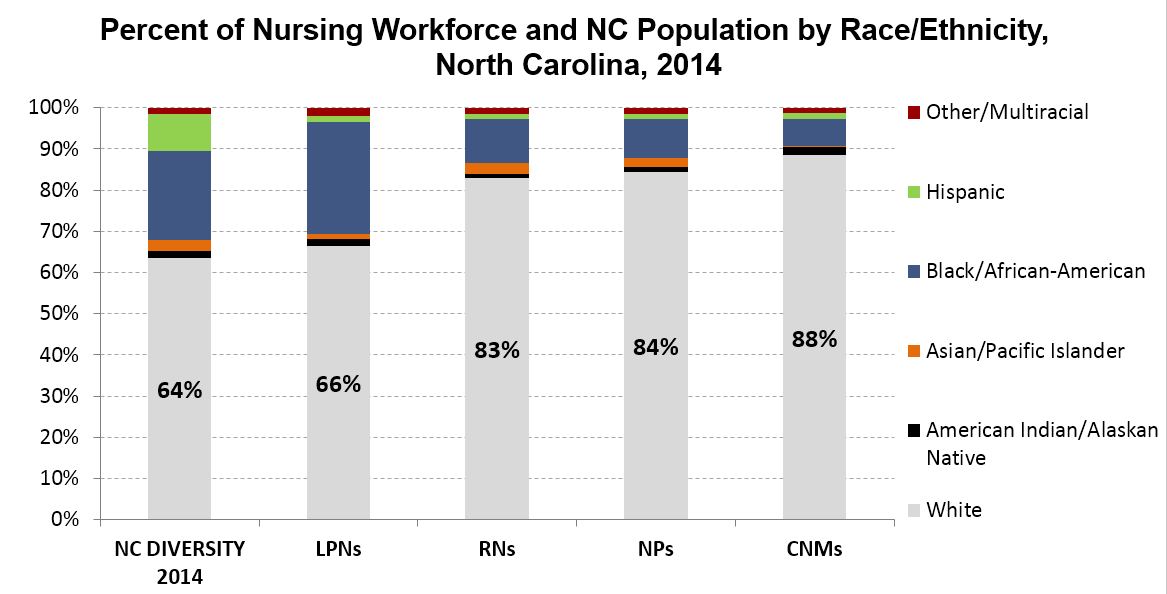 Percent of Nursing Workforce and NC Population by Race/Ethnicity,
North Carolina, 2014
100%
90%
80%
70%
60%
50%
40%
30%
20%
10%
0%
64%
66%
83%
84%
88%
NC DIVERSITY
2014
LPNs
RNs
NPs
CNMs
Other/Multiracial
Hispanic
Black/African-American
Asian/Pacific Islander
American Indian/Alaskan
Native
White